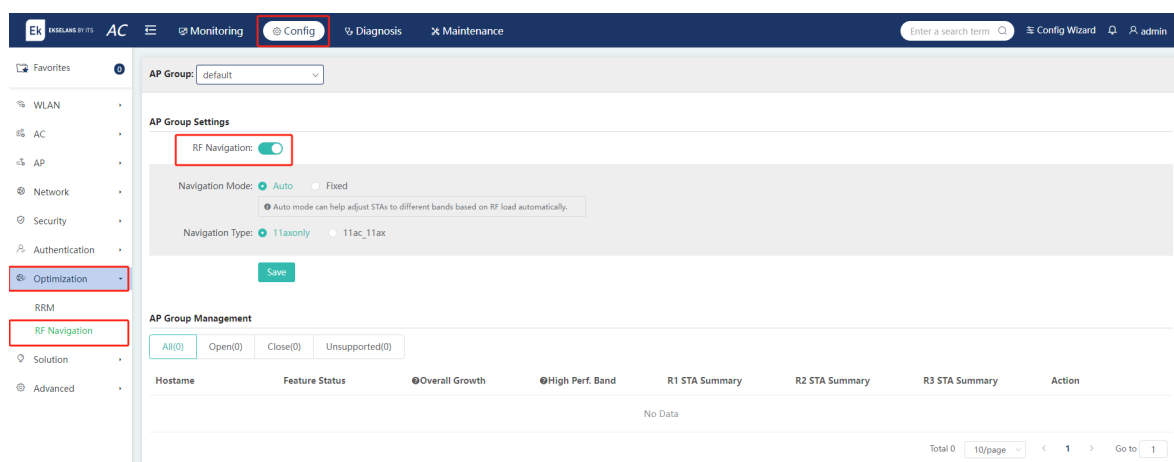 Ek EKSELANS BY ITS AC Monitoring Config Diagnosis Maintenance Enter a search term Config Wizard admin
Favorites 0
WLAN
AC
AP
Network
Security
Authentication
Optimization
RRM
RF Navigation
Solution
Advanced
AP Group: default
AP Group Settings
RF Navigation:
Navigation Mode: Auto Fixed
Auto mode can help adjust STAs to different bands based on RF load automatically.
Navigation Type: 11axonly 11ac_11ax
Save
AP Group Management
All(0) Open(0) Close(0) Unsupported(0)
Hostame Feature Status Overall Growth High Perf. Band R1 STA Summary R2 STA Summary R3 STA Summary Action
No Data
Total 0 10/page < 1 > Go to 1